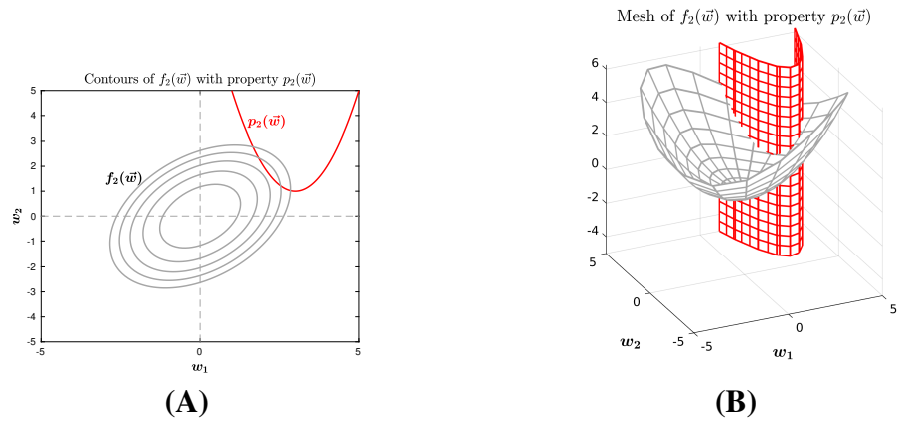 Contours of f₂(w⃗) with property p₂(w⃗)
5
4
3
2
1
0
-1
-2
-3
-4
-5
-5
0
5
w₁
w₂
p₂(w⃗)
f₂(w⃗)
(A)
Mesh of f₂(w⃗) with property p₂(w⃗)
6
4
2
0
-2
-4
5
0
-5
-5
0
5
w₂
w₁
(B)